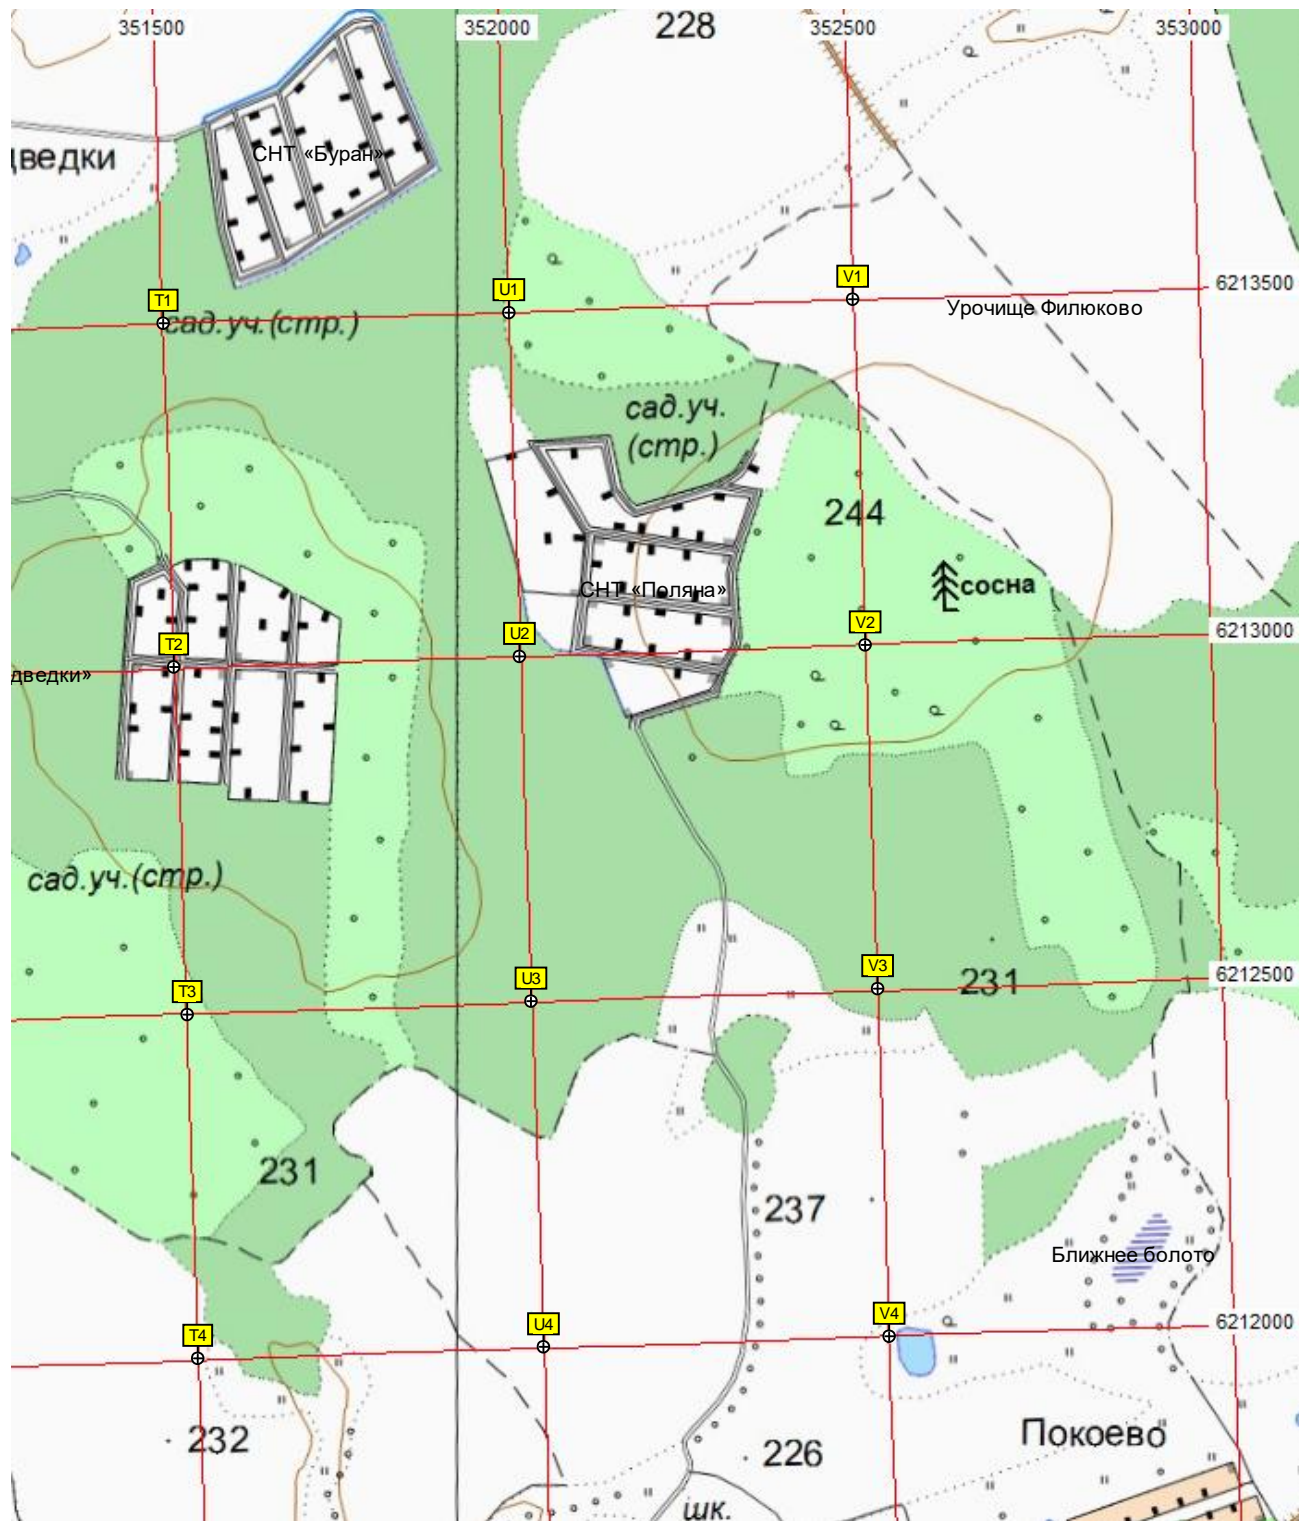 351500
352000
228
352500
353000
дведки
СНТ «Буран»
T1
U1
V1
6213500
сад.уч.(стр.)
Урочище Филюково
сад.уч.
(стр.)
244
сосна
СНТ «Поляна»
T2
U2
V2
6213000
дведки»
сад.уч.(стр.)
T3
U3
V3
6212500
231
231
237
Ближнее болото
T4
U4
V4
6212000
232
226
Покоево
шк.